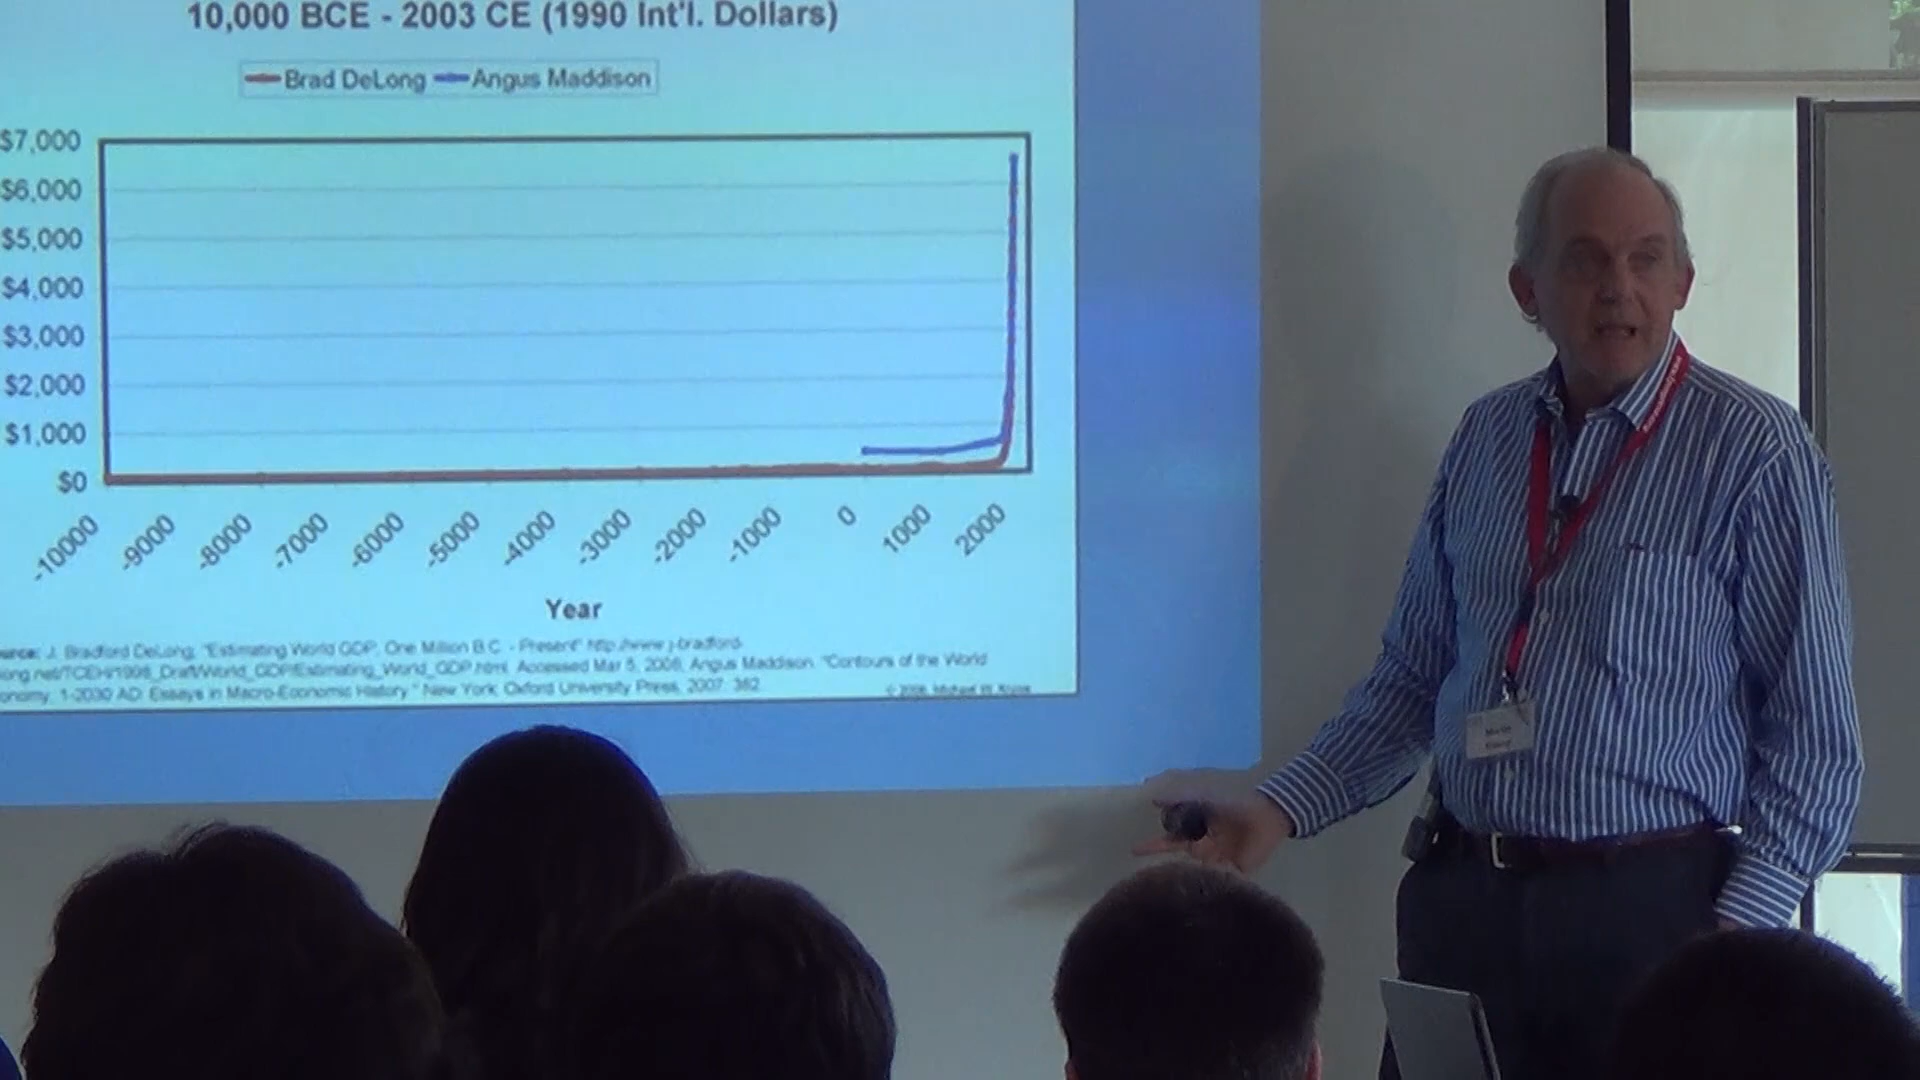 10,000 BCE - 2003 CE (1990 Int'l. Dollars)
Brad DeLong Angus Maddison
$7,000
$6,000
$5,000
$4,000
$3,000
$2,000
$1,000
$0
-10000 -9000 -8000 -7000 -6000 -5000 -4000 -3000 -2000 -1000 0 1000 2000
Year
urce: J. Bradford DeLong, "Estimating World GDP, One Million B.C. - Present" http://www.j-bradford-
ong.net/TCEH/1998_Draft/World_GDP/Estimating_World_GDP.html. Accessed Mar 5, 2008; Angus Maddison. "Contours of the World
onomy, 1-2030 AD: Essays in Macro-Economic History." New York: Oxford University Press, 2007: 382